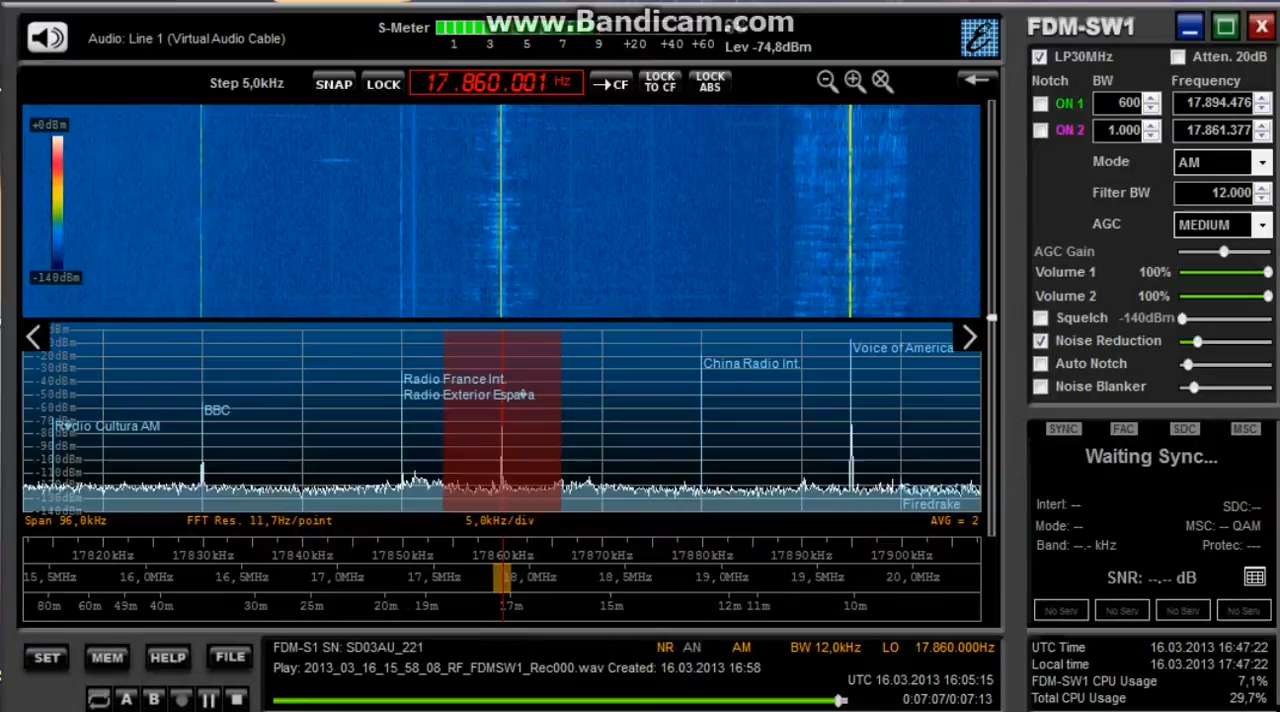 www.Bandicam.com
Audio: Line 1 (Virtual Audio Cable)
S-Meter
1 3 5 7 9 +20 +40 +60 Lev -74,8dBm
Step 5,0kHz SNAP LOCK 17.860.001 Hz →CF LOCK TO CF LOCK ABS
+0dBm
-140dBm
Radio France Int.
Radio Exterior Espa�a
BBC
R�dio Cultura AM
China Radio Int.
Voice of America
Firedrake
-20dBm
-30dBm
-40dBm
-50dBm
-60dBm
-80dBm
-90dBm
-100dBm
-110dBm
-120dBm
Span 96,0kHz FFT Res. 11,7Hz/point 5,0kHz/div AVG = 2
17820kHz 17830kHz 17840kHz 17850kHz 17860kHz 17870kHz 17880kHz 17890kHz 17900kHz
15,5MHz 16,0MHz 16,5MHz 17,0MHz 17,5MHz 18,0MHz 18,5MHz 19,0MHz 19,5MHz 20,0MHz
80m 60m 49m 40m 30m 25m 20m 19m 17m 15m 12m 11m 10m
SET MEM HELP FILE
A B
FDM-S1 SN: SD03AU_221 NR AN AM BW 12,0kHz LO 17.860.000Hz
Play: 2013_03_16_15_58_08_RF_FDMSW1_Rec000.wav Created: 16.03.2013 16:58
UTC 16.03.2013 16:05:15
0:07:07/0:07:13
FDM-SW1
LP30MHz Atten. 20dB
Notch BW Frequency
ON 1 600 17.894.476
ON 2 1.000 17.861.377
Mode AM
Filter BW 12.000
AGC MEDIUM
AGC Gain
Volume 1 100%
Volume 2 100%
Squelch -140dBm
Noise Reduction
Auto Notch
Noise Blanker
SYNC FAC SDC MSC
Waiting Sync...
Interl: -- SDC:--
Mode: -- MSC: -- QAM
Band: --.- kHz Protec: ---
SNR: --.-- dB
No Serv No Serv No Serv No Serv
UTC Time 16.03.2013 16:47:22
Local time 16.03.2013 17:47:22
FDM-SW1 CPU Usage 7,1%
Total CPU Usage 29,7%